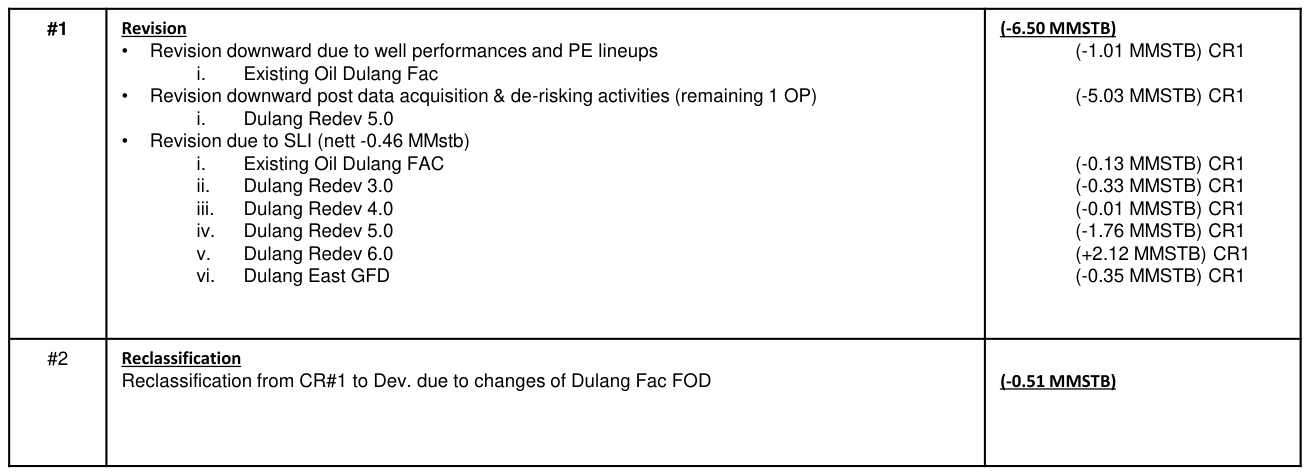 #1 Revision (-6.50 MMSTB)
• Revision downward due to well performances and PE lineups (-1.01 MMSTB) CR1
i. Existing Oil Dulang Fac
• Revision downward post data acquisition & de-risking activities (remaining 1 OP) (-5.03 MMSTB) CR1
i. Dulang Redev 5.0
• Revision due to SLI (nett -0.46 MMstb)
i. Existing Oil Dulang FAC (-0.13 MMSTB) CR1
ii. Dulang Redev 3.0 (-0.33 MMSTB) CR1
iii. Dulang Redev 4.0 (-0.01 MMSTB) CR1
iv. Dulang Redev 5.0 (-1.76 MMSTB) CR1
v. Dulang Redev 6.0 (+2.12 MMSTB) CR1
vi. Dulang East GFD (-0.35 MMSTB) CR1
#2 Reclassification
Reclassification from CR#1 to Dev. due to changes of Dulang Fac FOD (-0.51 MMSTB)